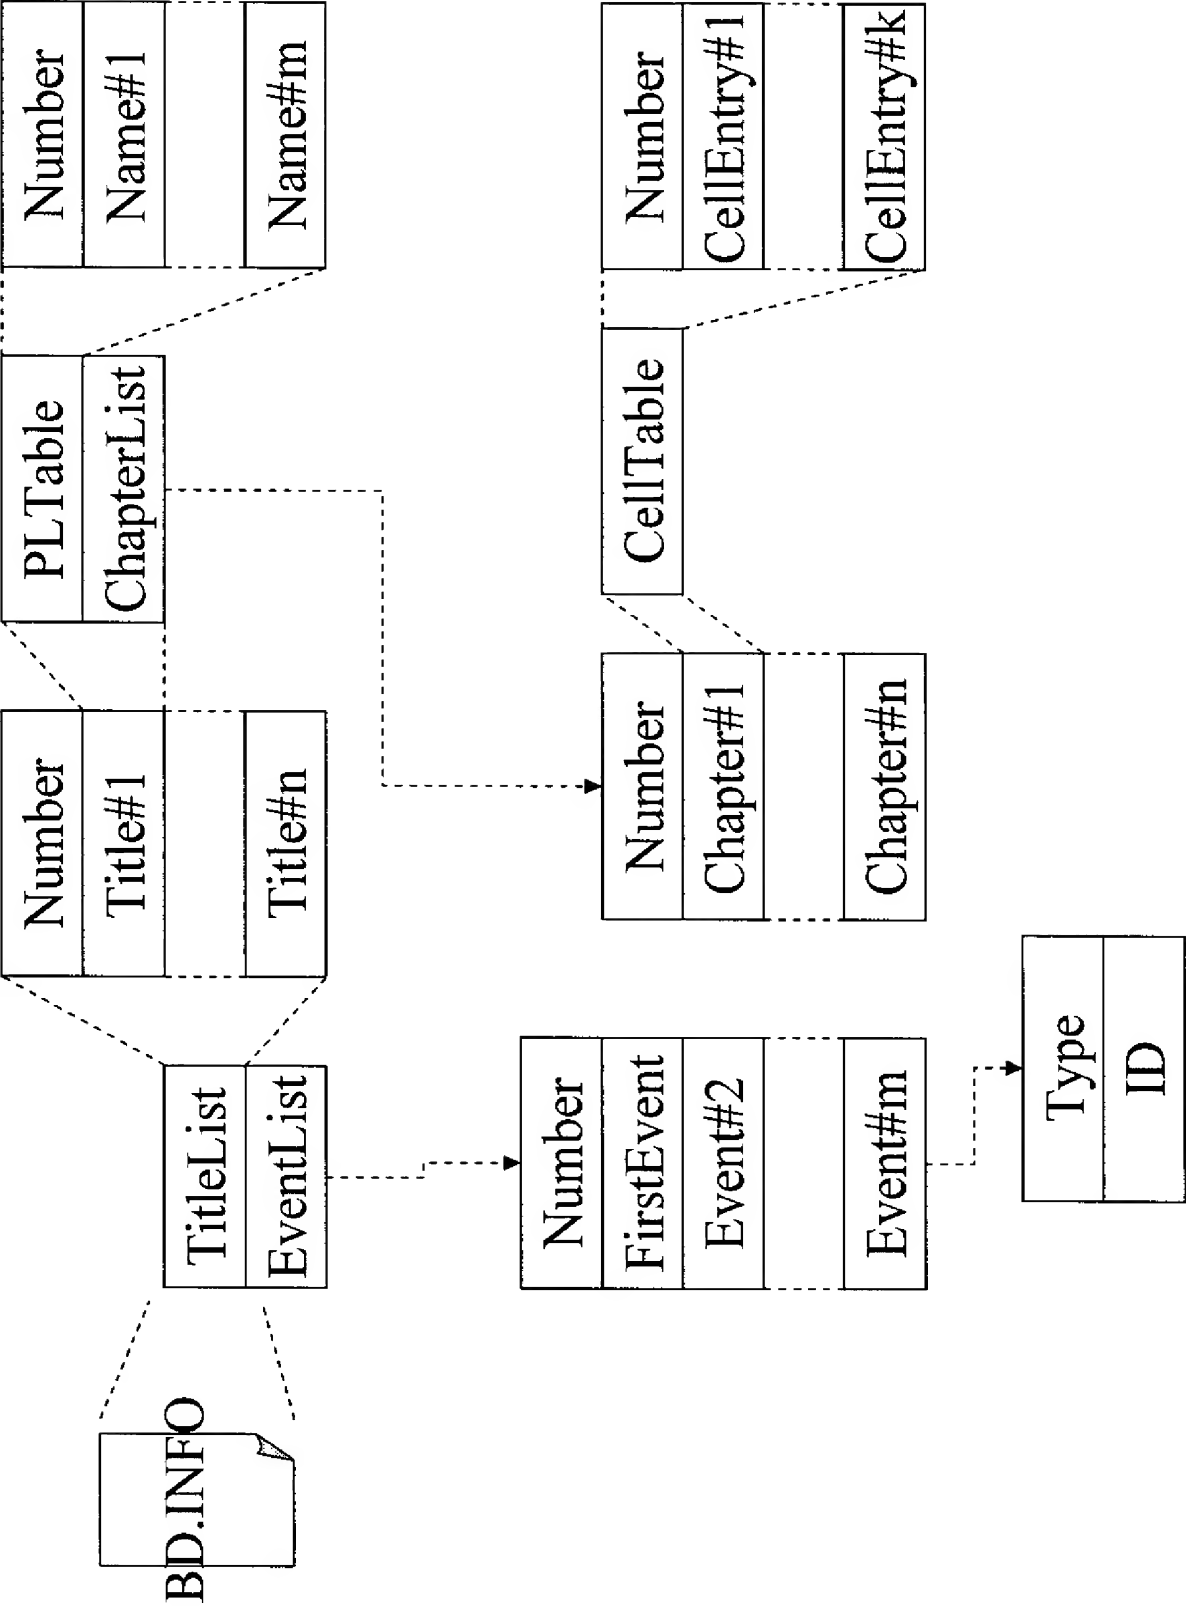 BD.INFO
TitleList
EventList
Number
Title#1
Title#n
PLTable
ChapterList
Number
Name#1
Name#m
Number
FirstEvent
Event#2
Event#m
Type
ID
Number
Chapter#1
Chapter#n
CellTable
Number
CellEntry#1
CellEntry#k